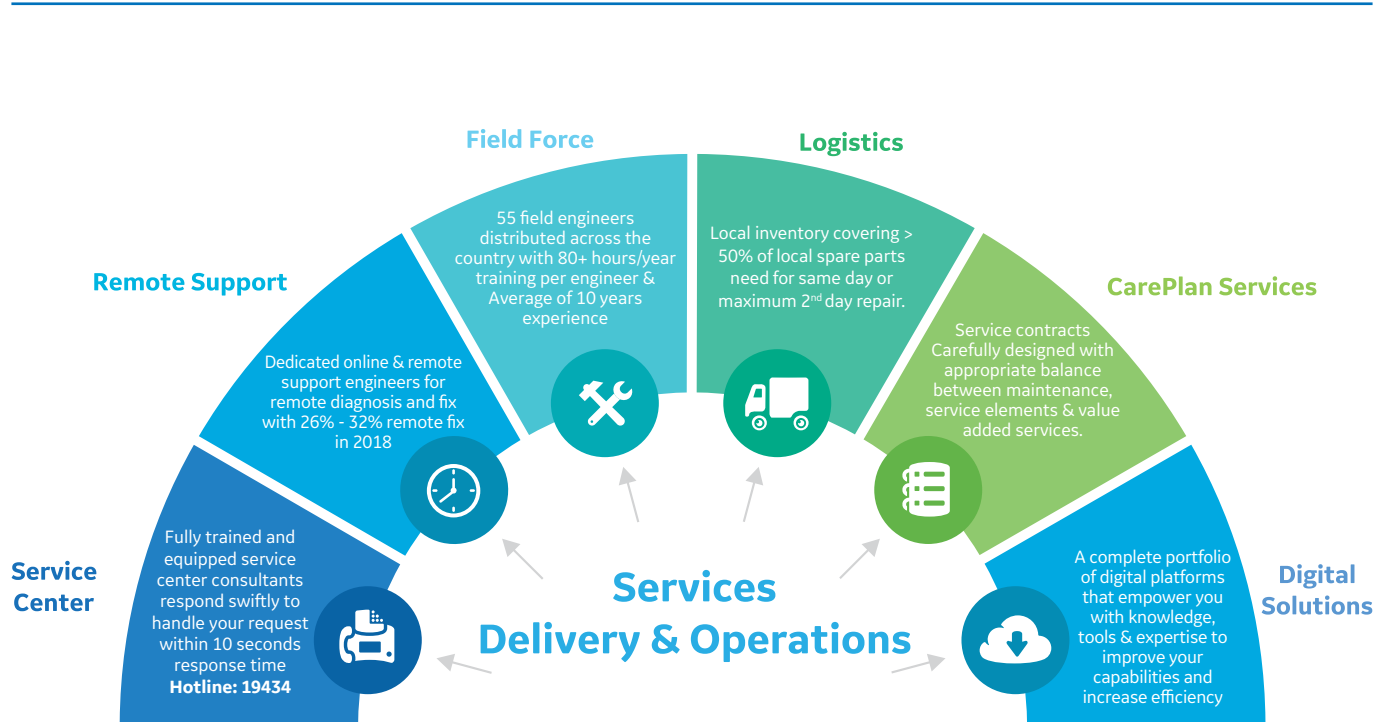 Field Force
55 field engineers
distributed across the
country with 80+ hours/year
training per engineer &
Average of 10 years
experience
Logistics
Local inventory covering >
50% of local spare parts
need for same day or
maximum 2nd day repair.
Remote Support
Dedicated online & remote
support engineers for
remote diagnosis and fix
with 26% - 32% remote fix
in 2018
CarePlan Services
Service contracts
Carefully designed with
appropriate balance
between maintenance,
service elements & value
added services.
Service
Center
Fully trained and
equipped service
center consultants
respond swiftly to
handle your request
within 10 seconds
response time
Hotline: 19434
Services
Delivery & Operations
A complete portfolio
of digital platforms
that empower you
with knowledge,
tools & expertise to
improve your
capabilities and
increase efficiency
Digital
Solutions